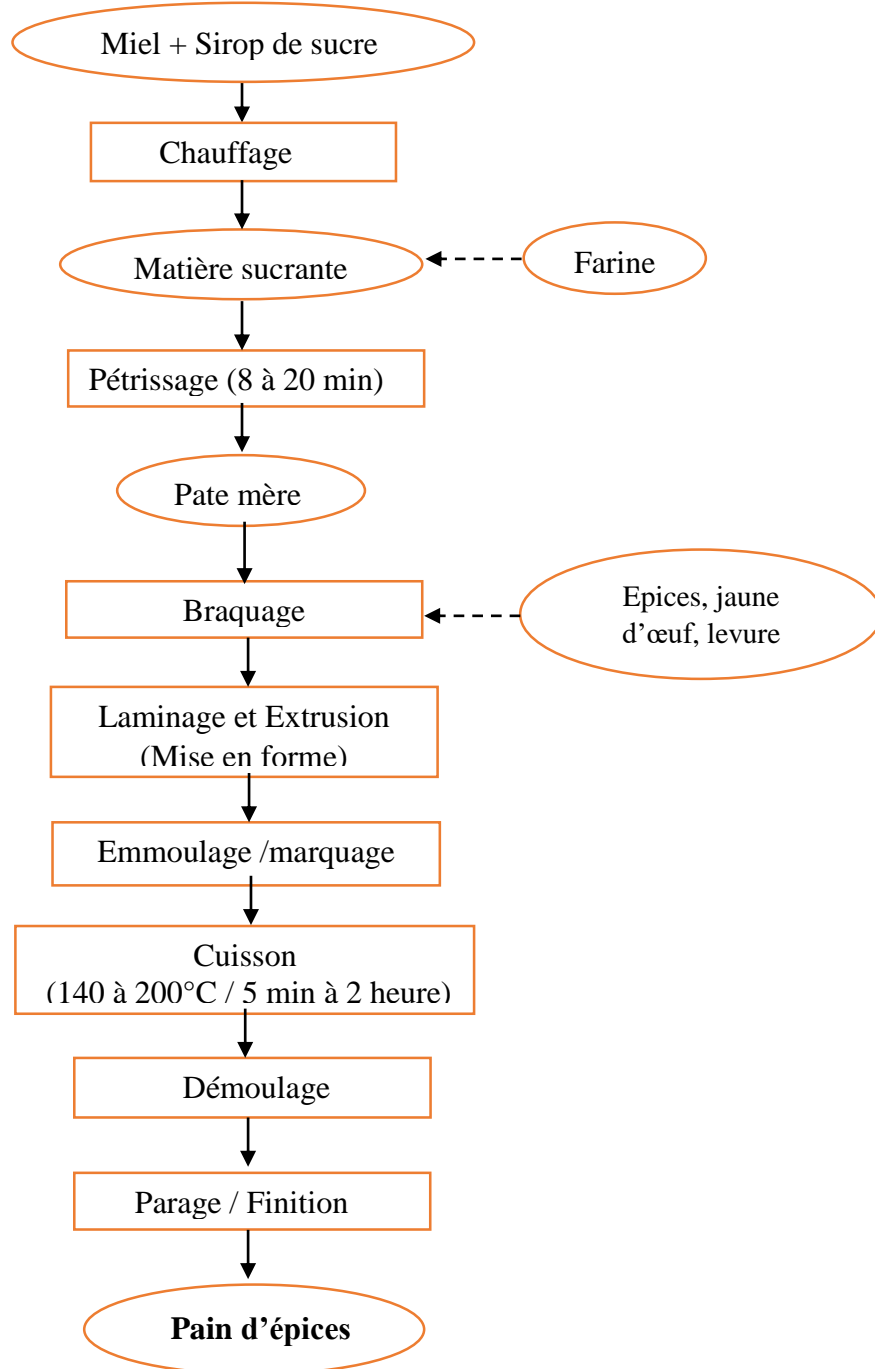 Miel + Sirop de sucre
Chauffage
Matière sucrante
Farine
Pétrissage (8 à 20 min)
Pate mère
Braquage
Epices, jaune
d’œuf, levure
Laminage et Extrusion
(Mise en forme)
Emmoulage /marquage
Cuisson
(140 à 200°C / 5 min à 2 heure)
Démoulage
Parage / Finition
Pain d’épices